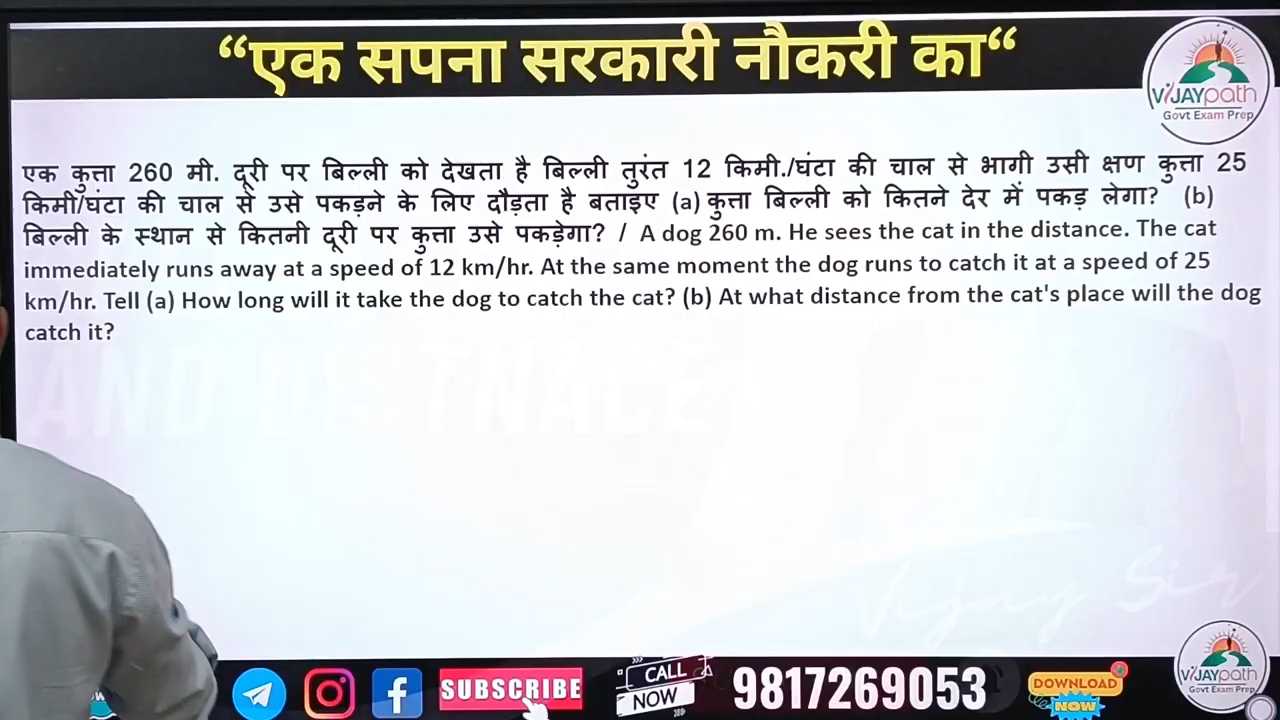 “एक सपना सरकारी नौकरी का“
VIJAYpath
Govt Exam Prep
एक कुत्ता 260 मी. दूरी पर बिल्ली को देखता है बिल्ली तुरंत 12 किमी./घंटा की चाल से भागी उसी क्षण कुत्ता 25
किमी/घंटा की चाल से उसे पकड़ने के लिए दौड़ता है बताइए (a) कुत्ता बिल्ली को कितने देर में पकड़ लेगा? (b)
बिल्ली के स्थान से कितनी दूरी पर कुत्ता उसे पकड़ेगा? / A dog 260 m. He sees the cat in the distance. The cat
immediately runs away at a speed of 12 km/hr. At the same moment the dog runs to catch it at a speed of 25
km/hr. Tell (a) How long will it take the dog to catch the cat? (b) At what distance from the cat's place will the dog
catch it?
AND DISTNACE
Vijay Sir
SUBSCRIBE
CALL
NOW
9817269053
DOWNLOAD
NOW
VIJAYpath
Govt Exam Prep